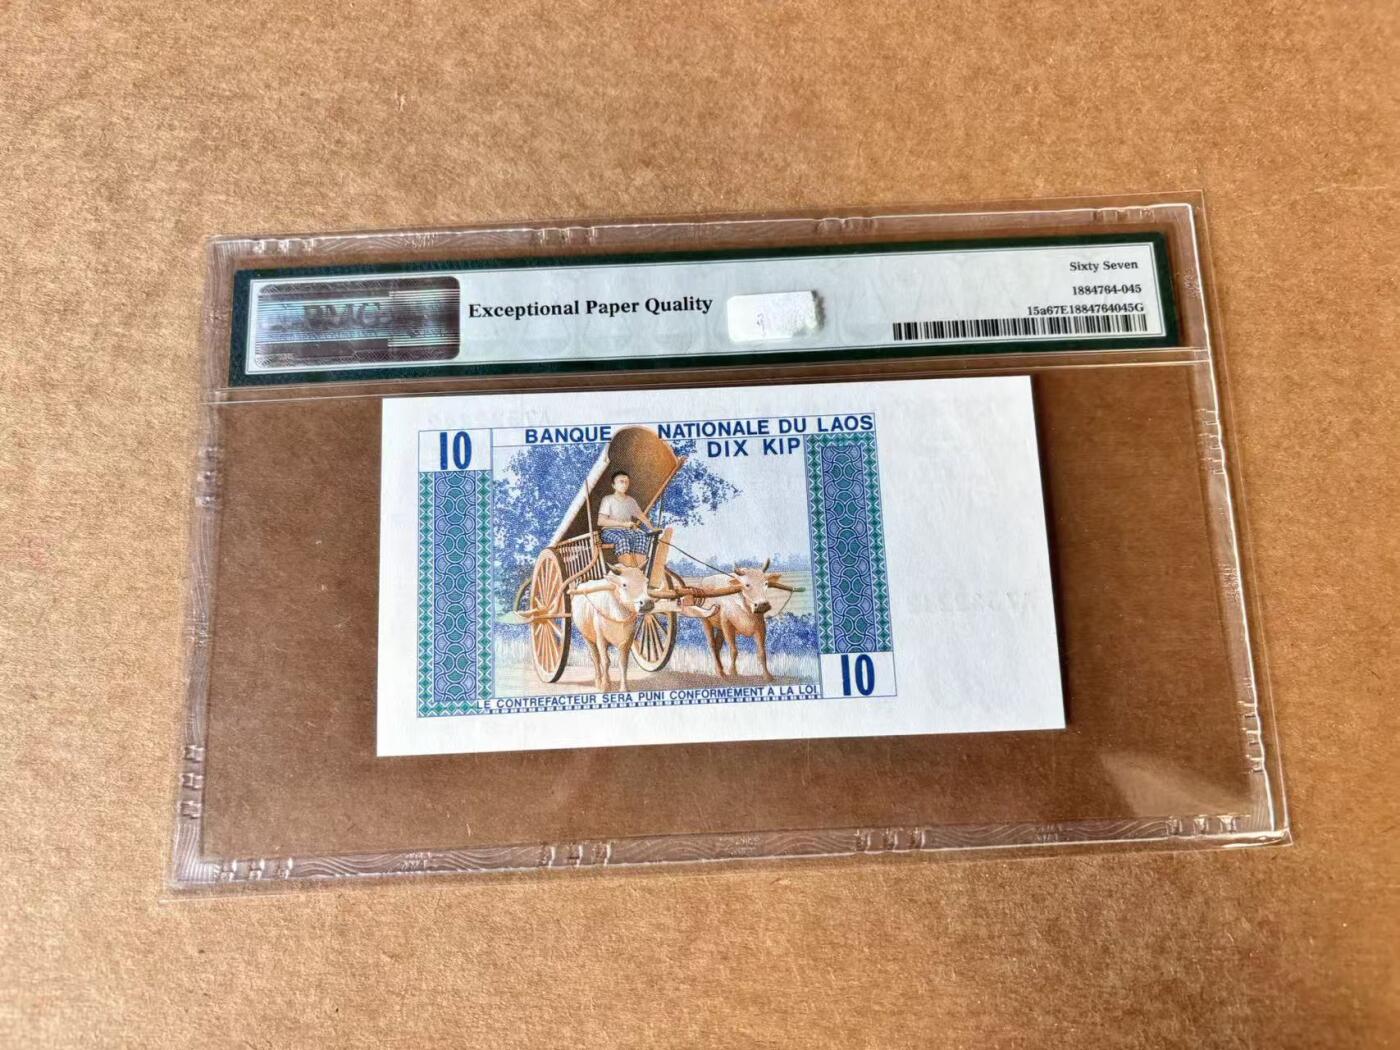 PMG
Exceptional Paper Quality
Sixty Seven
1884764-045
15a67E1884764045G
10
BANQUE NATIONALE DU LAOS
DIX KIP
10
LE CONTREFACTEUR SERA PUNI CONFORMÉMENT A LA LOI